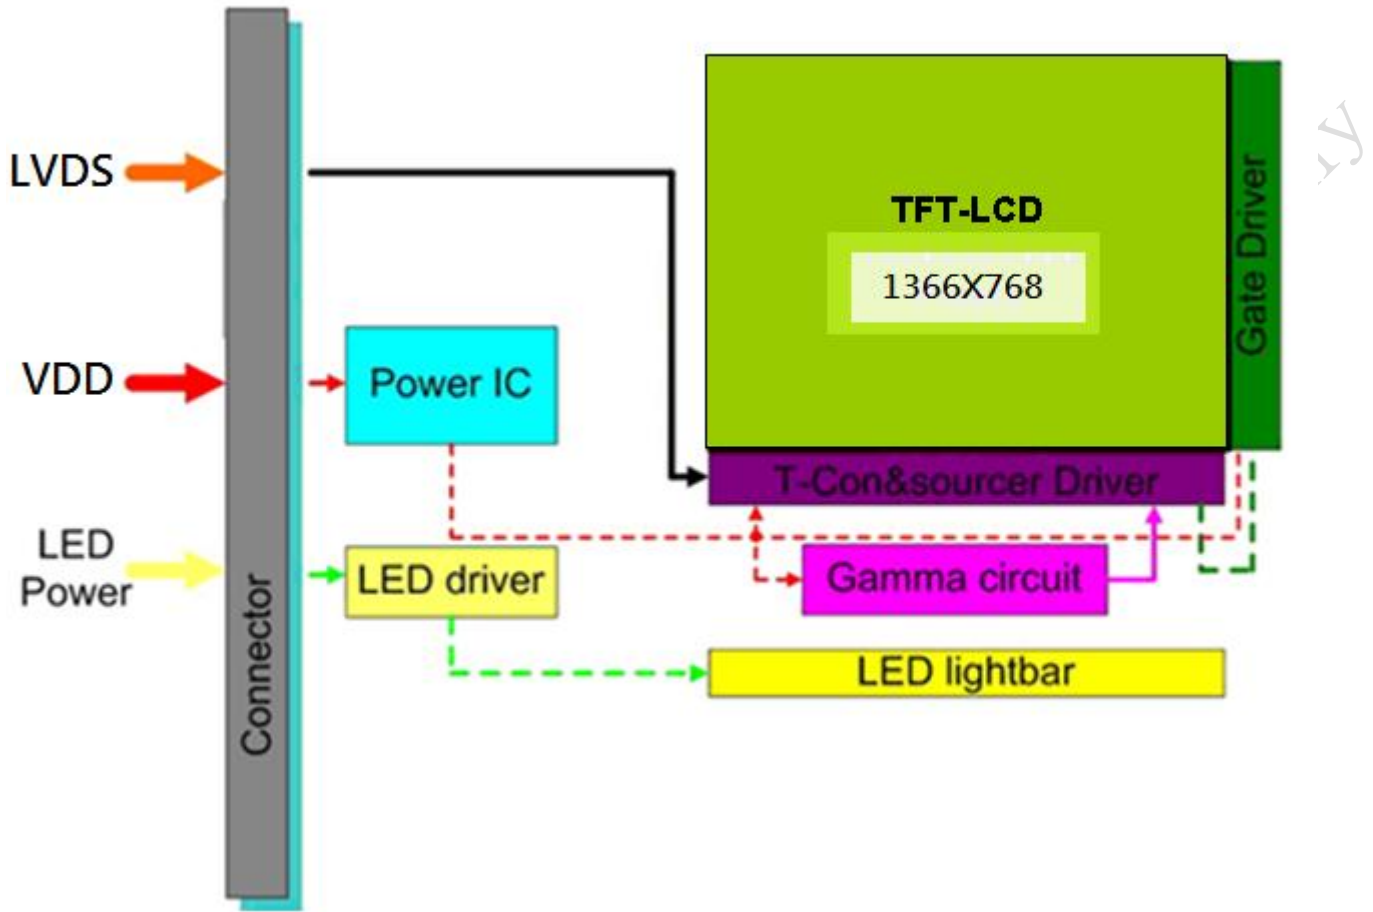 LVDS
VDD
LED
Power
Connector
Power IC
LED driver
TFT-LCD
1366X768
Gate Driver
T-Con&sourcer Driver
Gamma circuit
LED lightbar